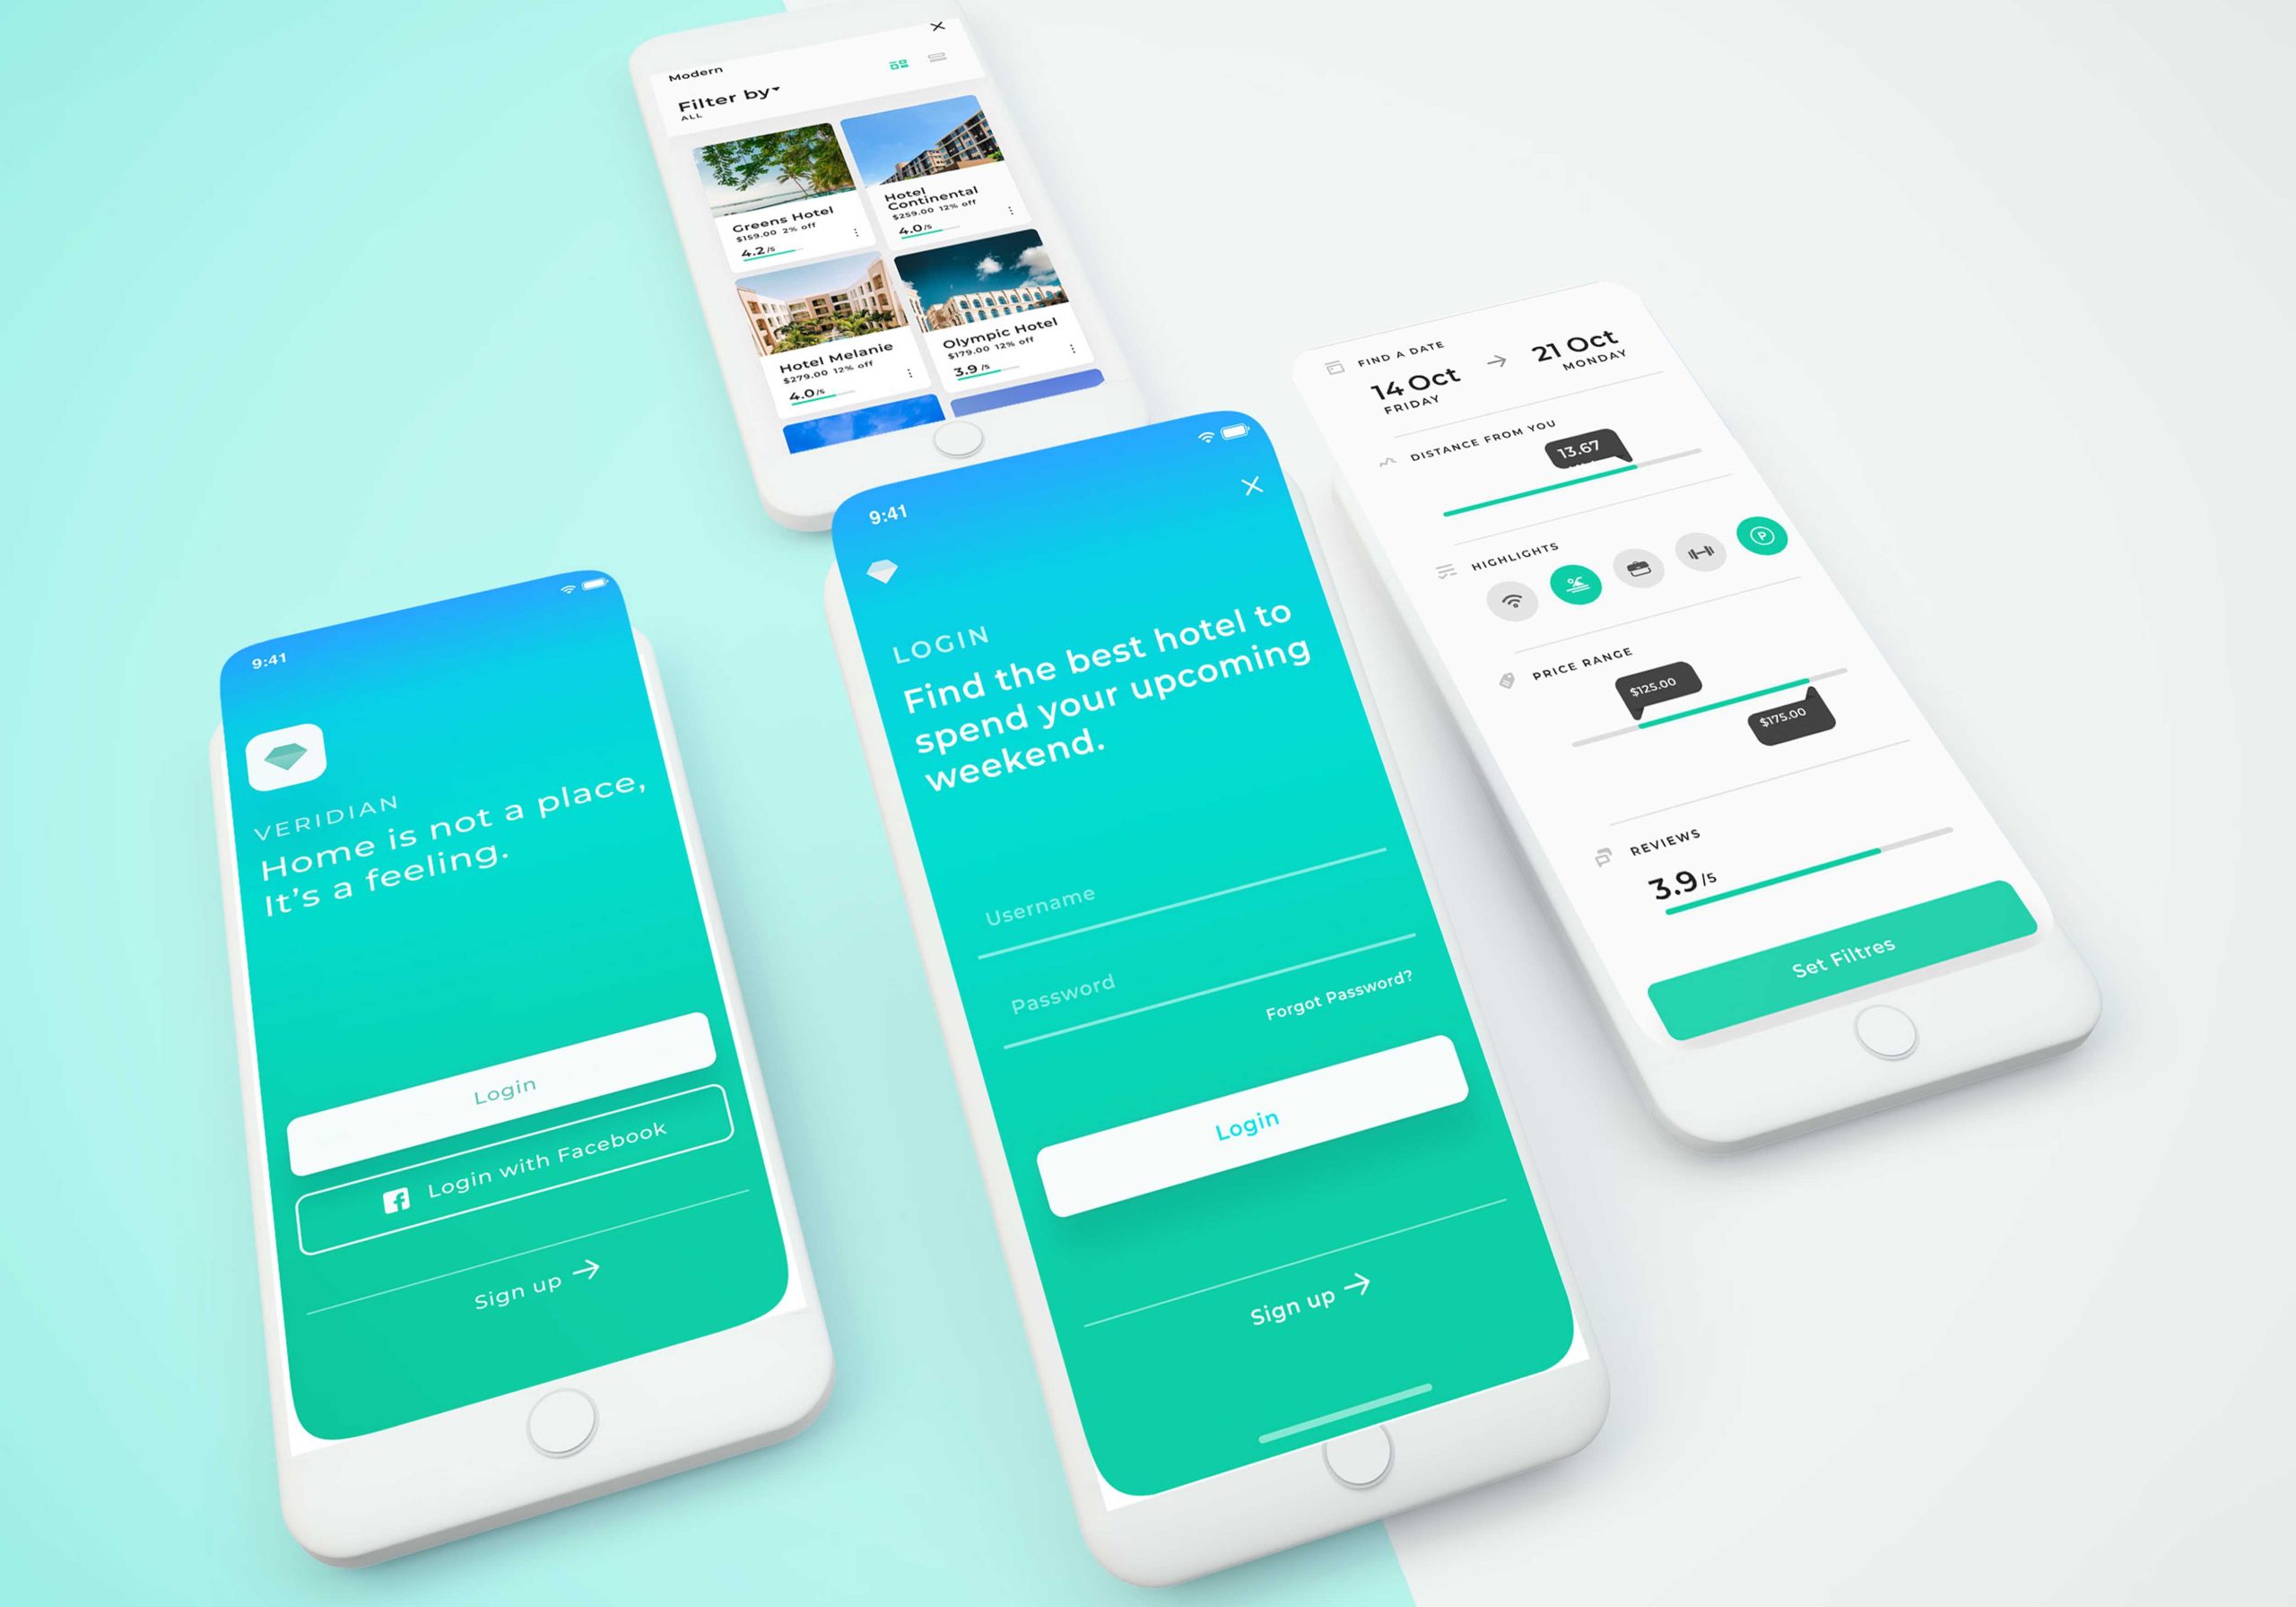 Modern
Filter by
ALL
Greens Hotel
$159.00 2% off
4.2/5
Hotel
Continental
$259.00 12% off
4.0/5
Hotel Melanie
$279.00 12% off
4.0/5
Olympic Hotel
$179.00 12% off
3.9/5
9:41
VERIDIAN
Home is not a place,
It's a feeling.
Login
f Login with Facebook
Sign up
9:41
LOGIN
Find the best hotel to
spend your upcoming
weekend.
Username
Password
Forgot Password?
Login
Sign up
FIND A DATE
14 Oct
FRIDAY
21 Oct
MONDAY
DISTANCE FROM YOU
13.67
HIGHLIGHTS
P
PRICE RANGE
$125.00
$175.00
REVIEWS
3.9/5
Set Filtres